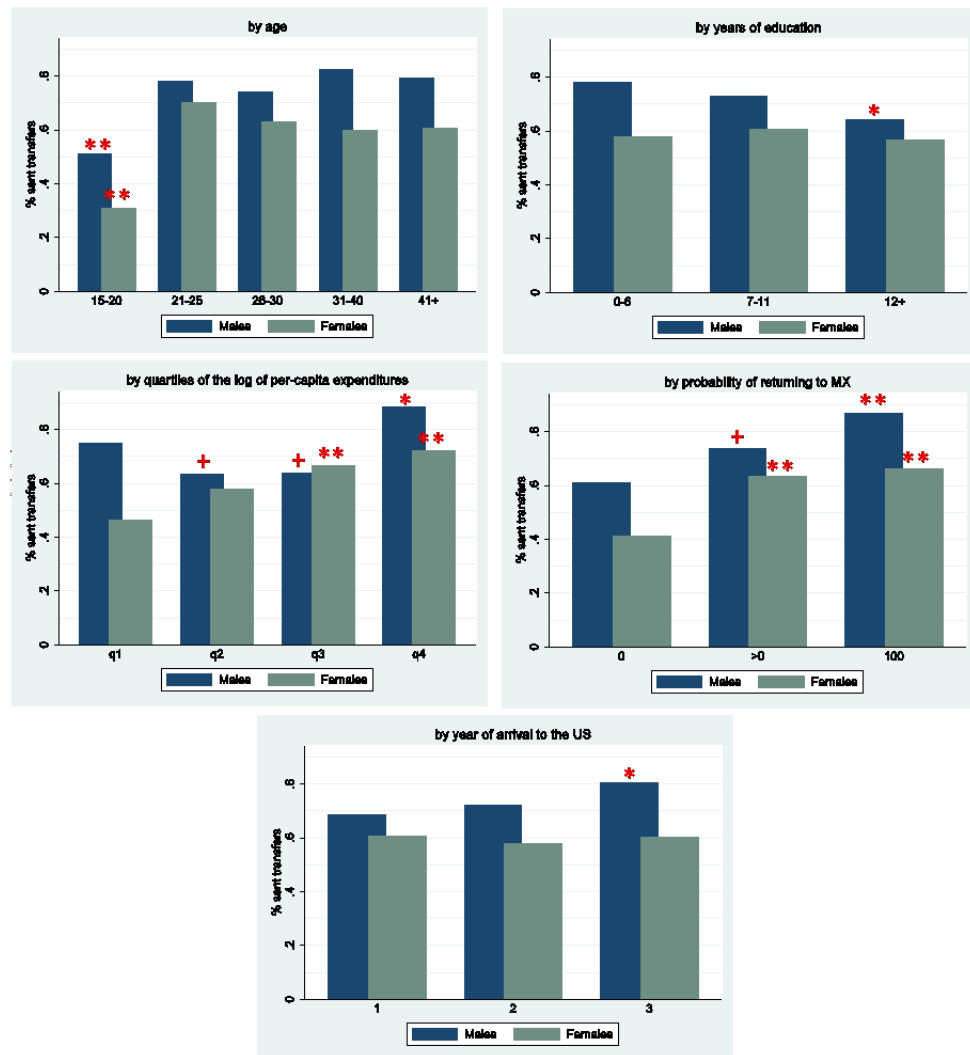 by age
% sent transfers
0 .2 .4 .6 .8
** ** 
15-20 21-25 26-30 31-40 41+
Males Females
by years of education
% sent transfers
0 .2 .4 .6 .8
*
0-6 7-11 12+
Males Females
by quartiles of the log of per-capita expenditures
% sent transfers
0 .2 .4 .6 .8
+ + ** * **
q1 q2 q3 q4
Males Females
by probability of returning to MX
% sent transfers
0 .2 .4 .6 .8
+ ** ** **
0 >0 100
Males Females
by year of arrival to the US
% sent transfers
0 .2 .4 .6 .8
*
1 2 3
Males Females